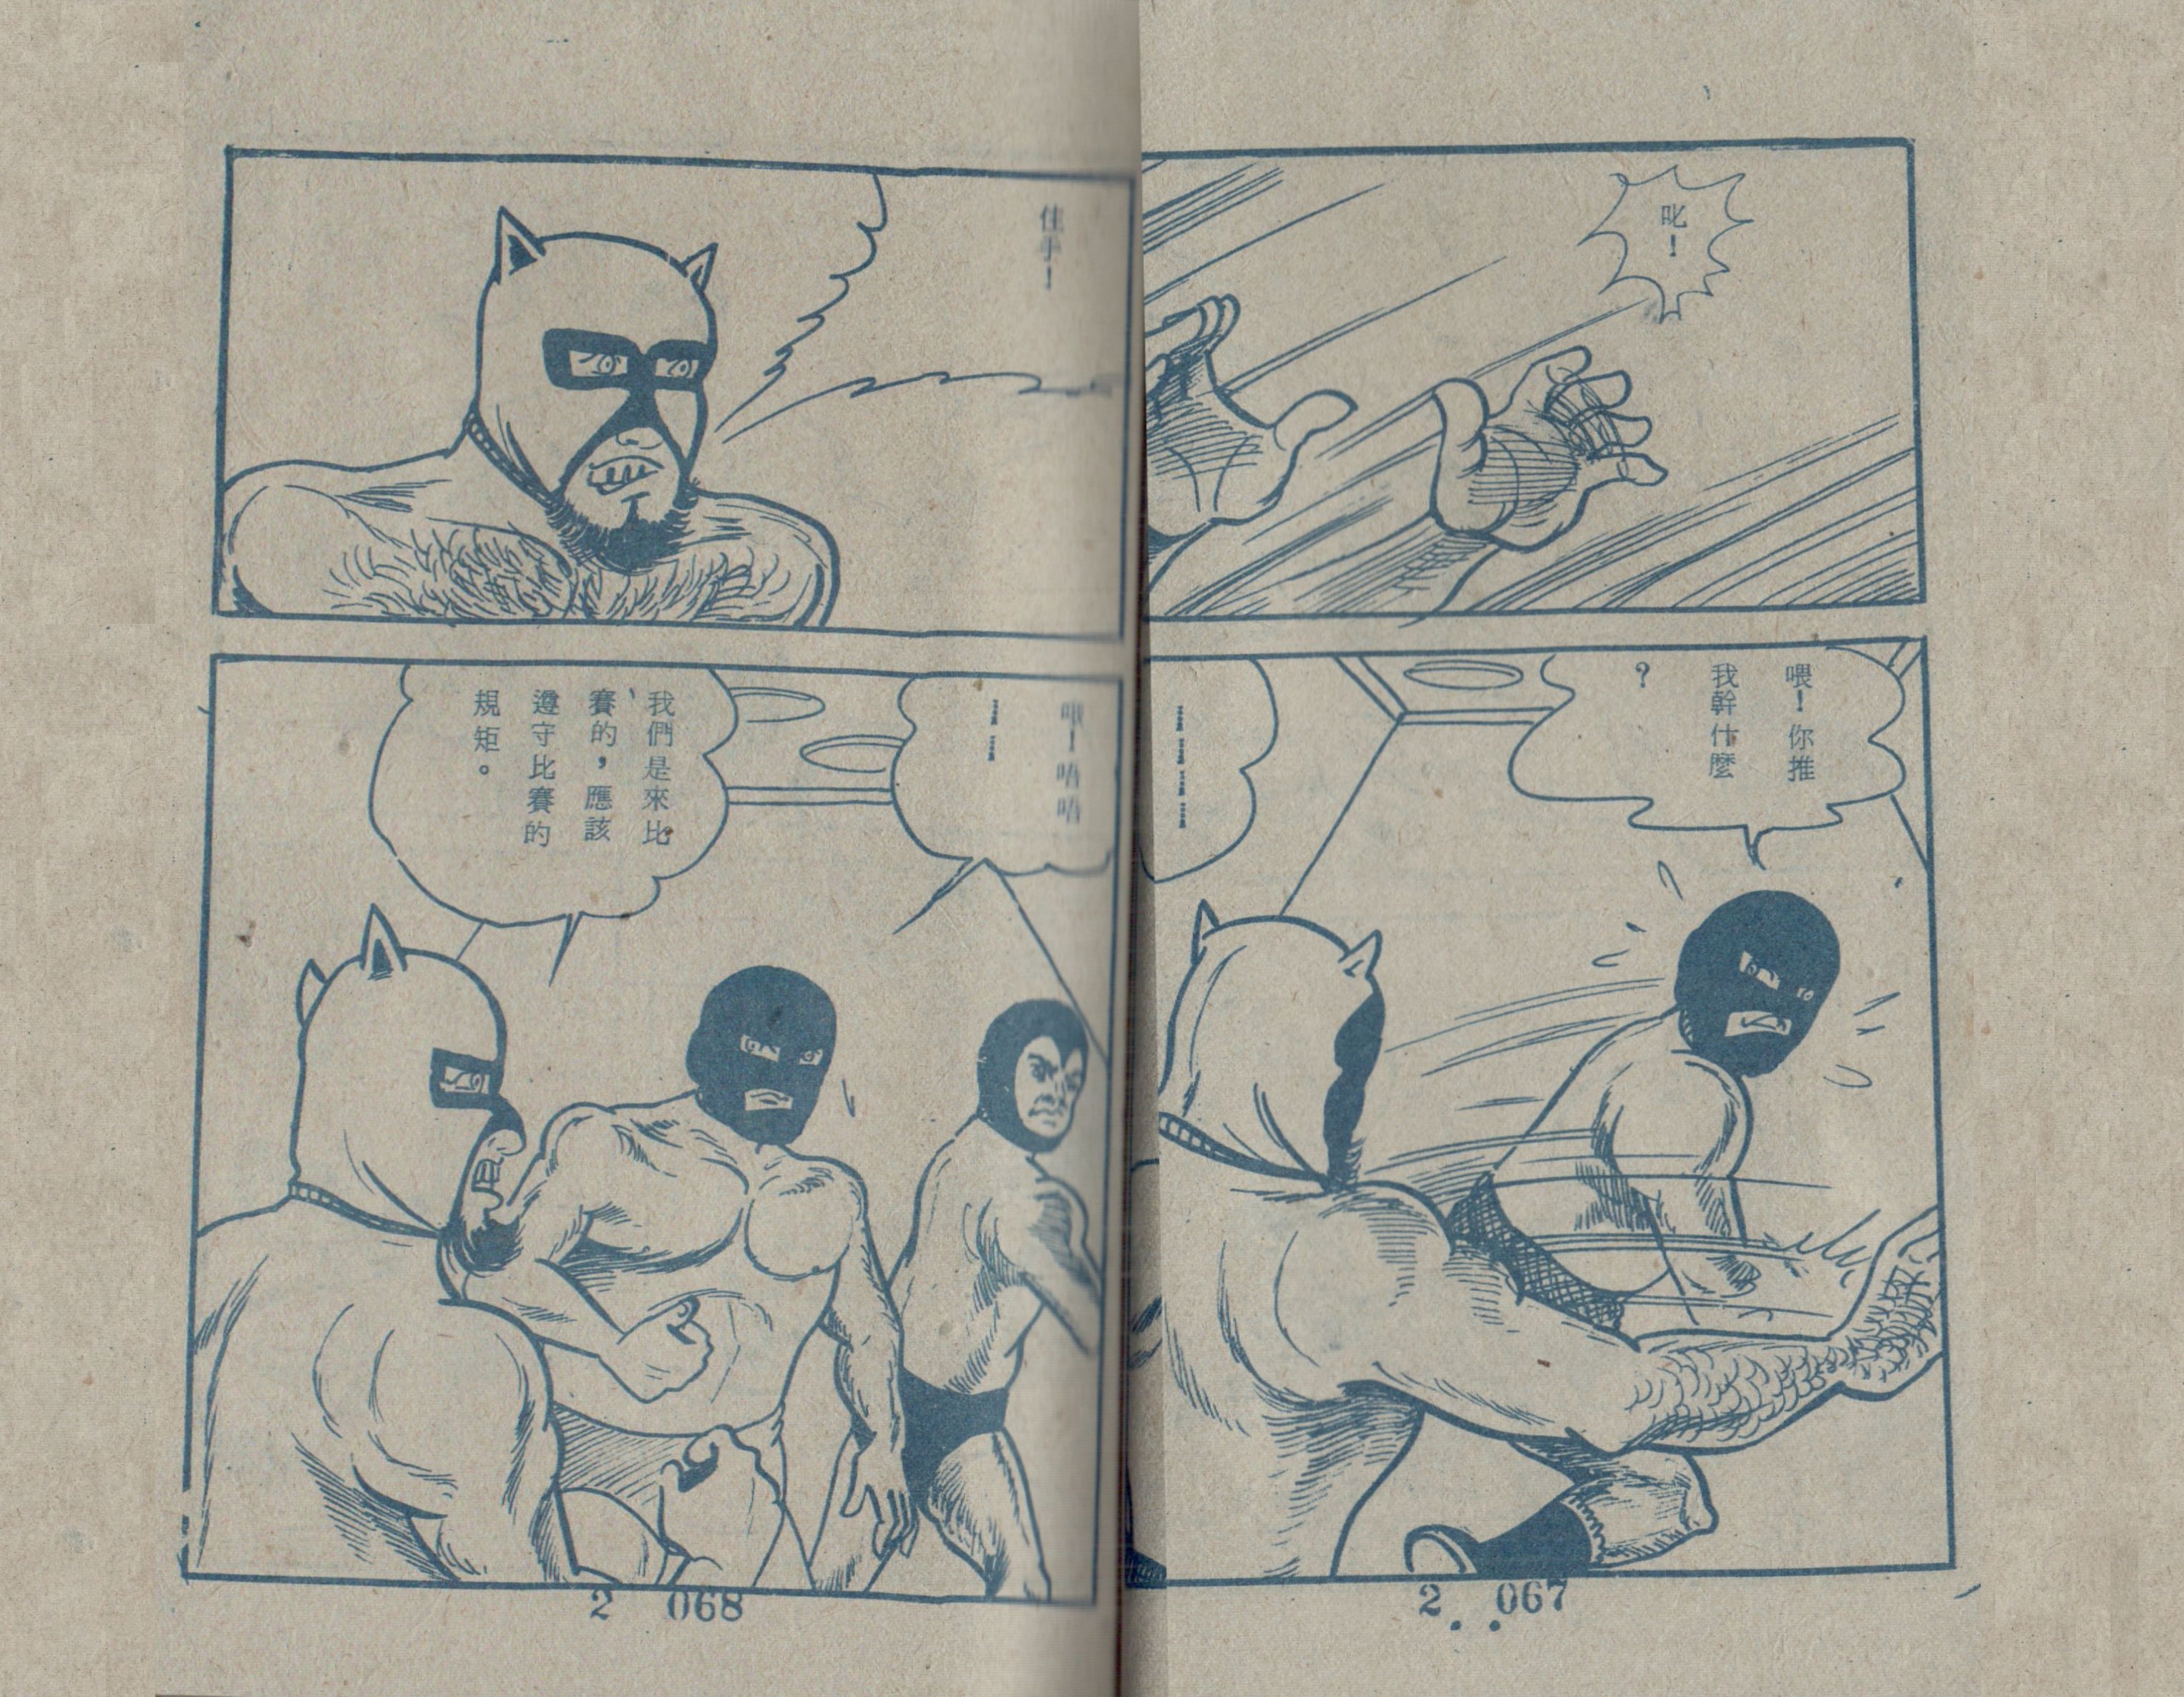 叱！
喂！你推
我幹什麼
？
………… 
2 067
住手！
唔唔
……
我們是來比
賽的，應該
遵守比賽的
規矩。
2 068